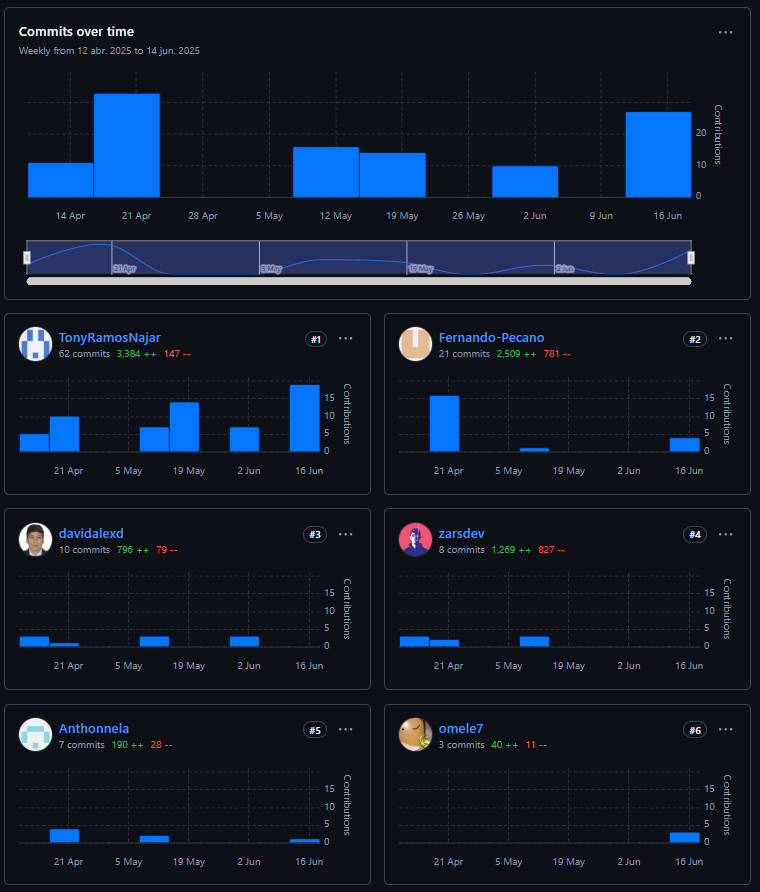 Commits over time
Weekly from 12 abr. 2025 to 14 jun. 2025
Contributions
20
10
0
14 Apr 21 Apr 28 Apr 5 May 12 May 19 May 26 May 2 Jun 9 Jun 16 Jun
21 Apr 5 May 19 May 2 Jun
TonyRamosNajar #1
62 commits 3,384 ++ 147 --
Contributions
15
10
5
0
21 Apr 5 May 19 May 2 Jun 16 Jun
Fernando-Pecano #2
21 commits 2,509 ++ 781 --
Contributions
15
10
5
0
21 Apr 5 May 19 May 2 Jun 16 Jun
davidalexd #3
10 commits 796 ++ 79 --
Contributions
15
10
5
0
21 Apr 5 May 19 May 2 Jun 16 Jun
zarsdev #4
8 commits 1,269 ++ 827 --
Contributions
15
10
5
0
21 Apr 5 May 19 May 2 Jun 16 Jun
Anthonnela #5
7 commits 190 ++ 28 --
Contributions
15
10
5
0
21 Apr 5 May 19 May 2 Jun 16 Jun
omele7 #6
3 commits 40 ++ 11 --
Contributions
15
10
5
0
21 Apr 5 May 19 May 2 Jun 16 Jun